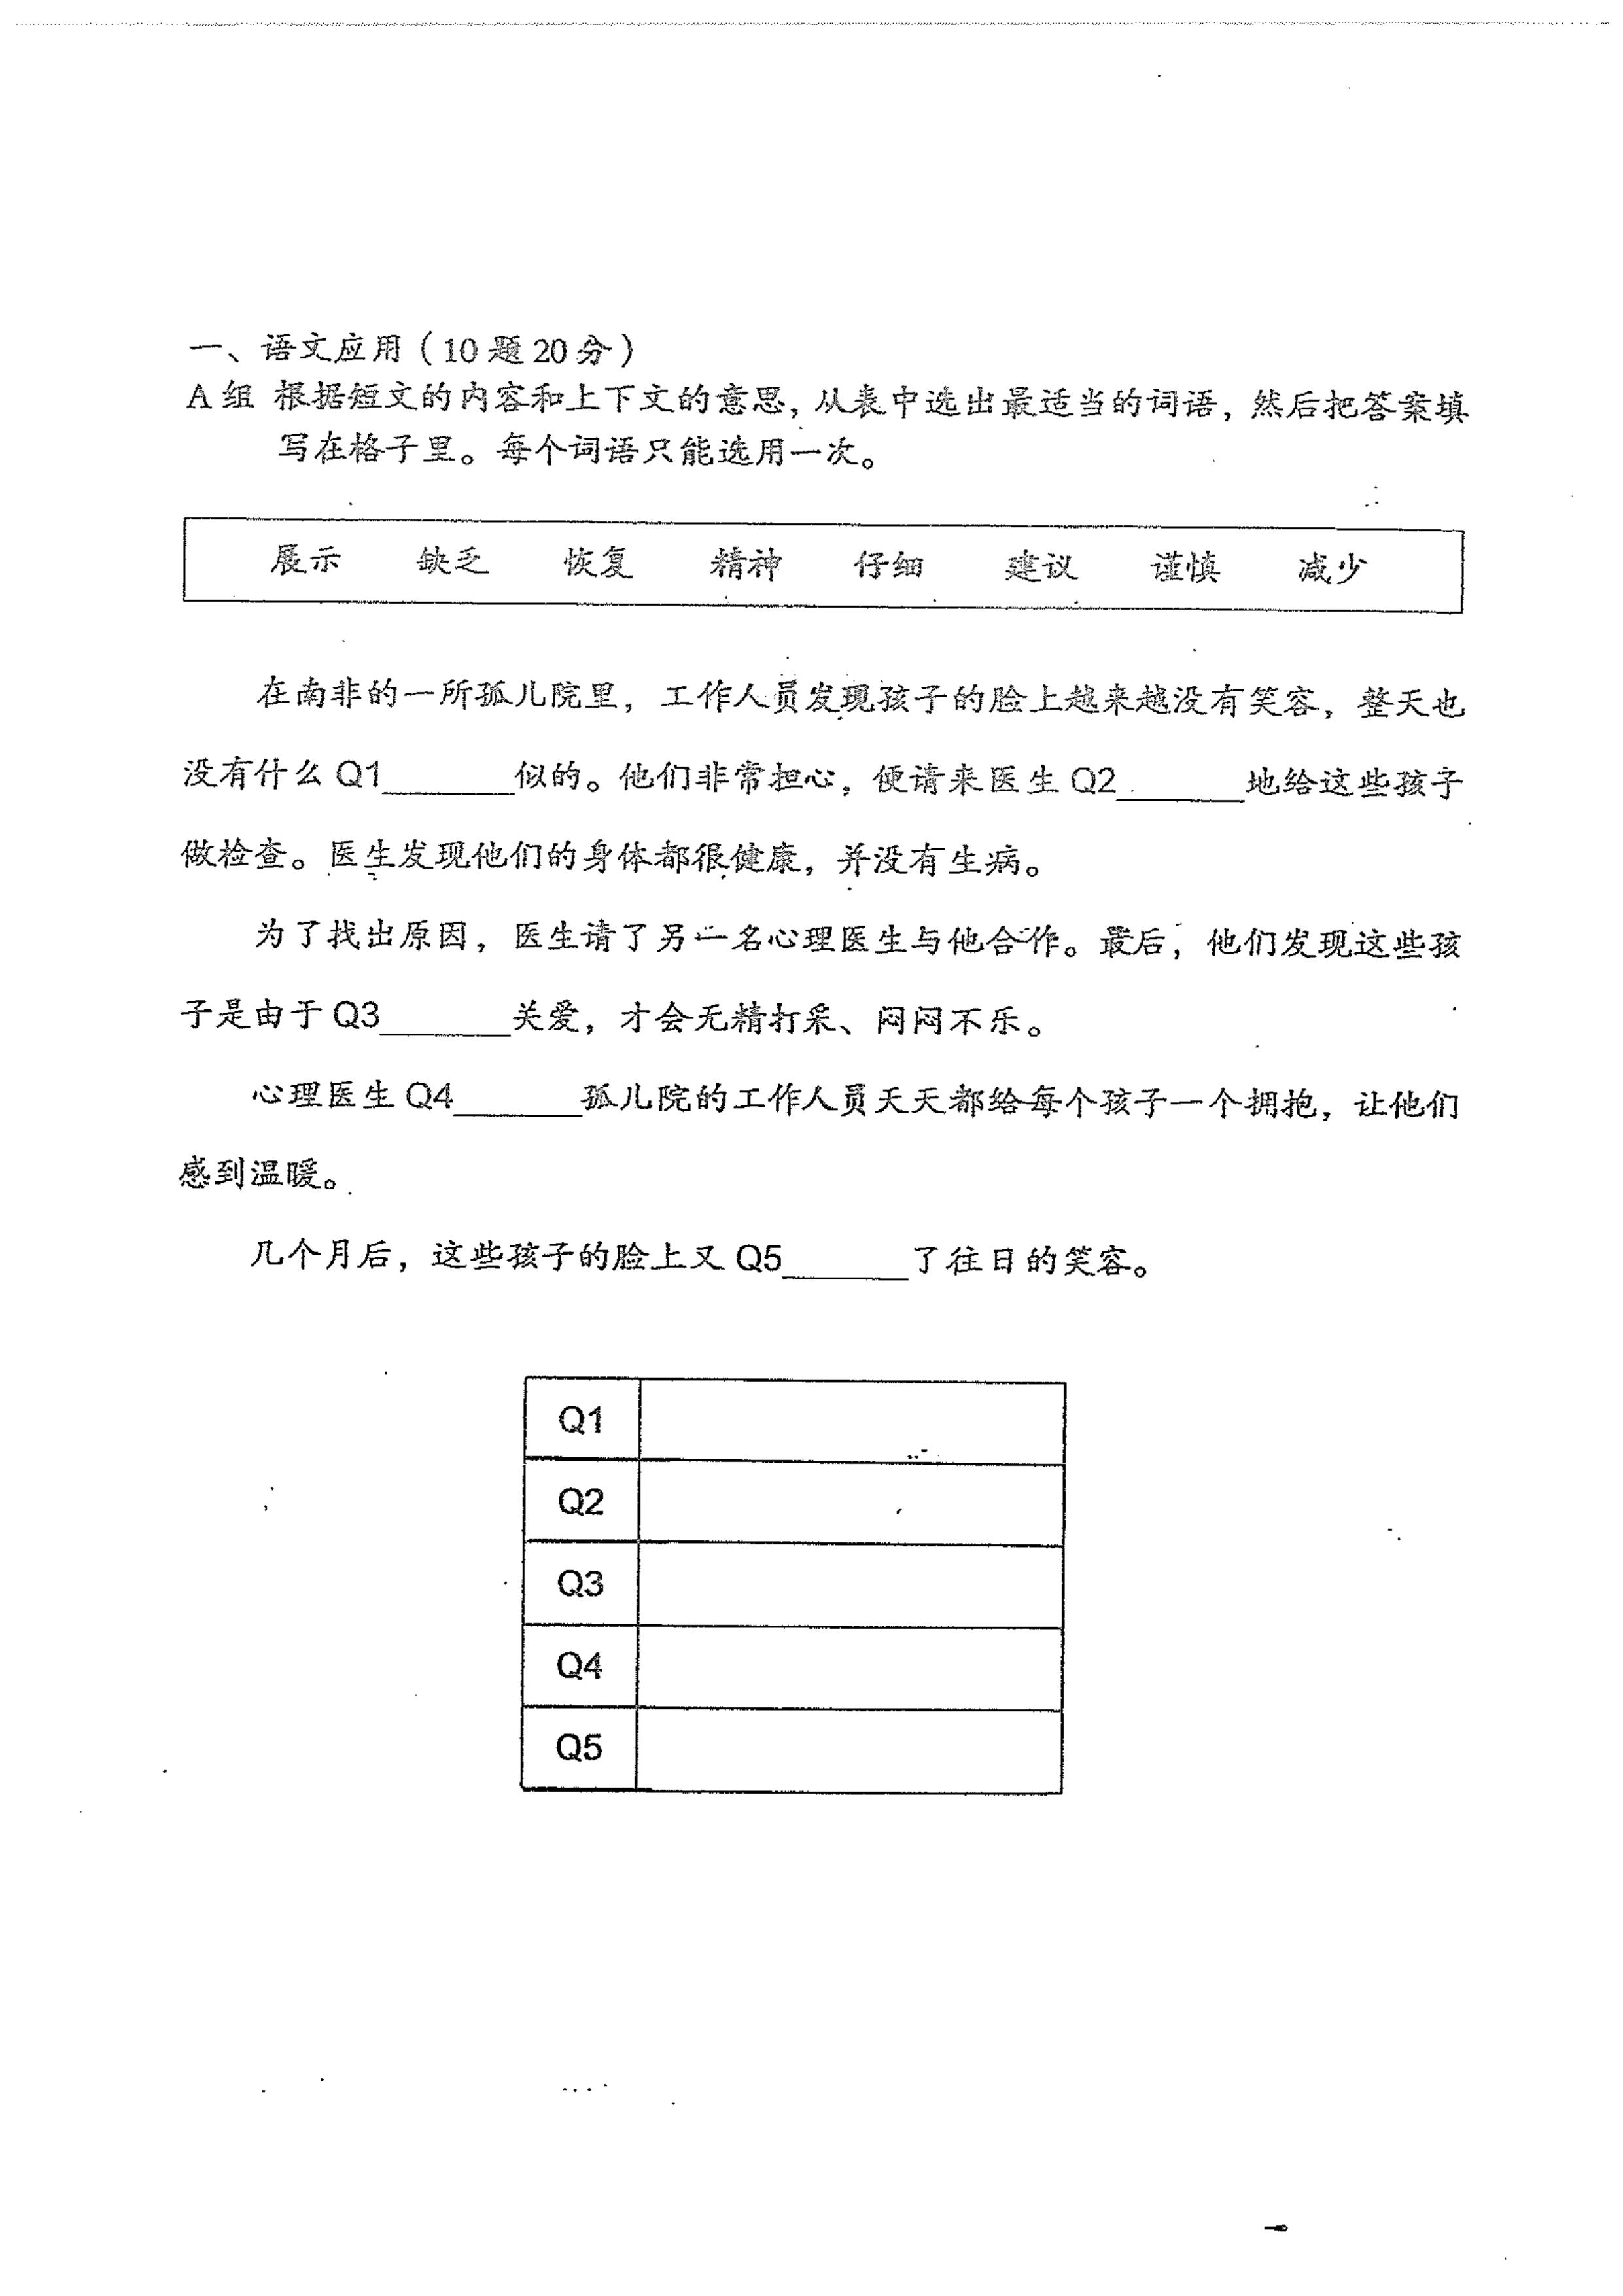 一、语文应用（10题20分）
A组 根据短文的内容和上下文的意思，从表中选出最适当的词语，然后把答案填
写在格子里。每个词语只能选用一次。
展示 缺乏 恢复 精神 仔细 建议 谨慎 减少
在南非的一所孤儿院里，工作人员发现孩子的脸上越来越没有笑容，整天也
没有什么Q1_______似的。他们非常担心，便请来医生Q2_______地给这些孩子
做检查。医生发现他们的身体都很健康，并没有生病。
为了找出原因，医生请了另一名心理医生与他合作。最后，他们发现这些孩
子是由于Q3_______关爱，才会无精打采、闷闷不乐。
心理医生Q4_______孤儿院的工作人员天天都给每个孩子一个拥抱，让他们
感到温暖。
几个月后，这些孩子的脸上又Q5_______了往日的笑容。
Q1
Q2
Q3
Q4
Q5